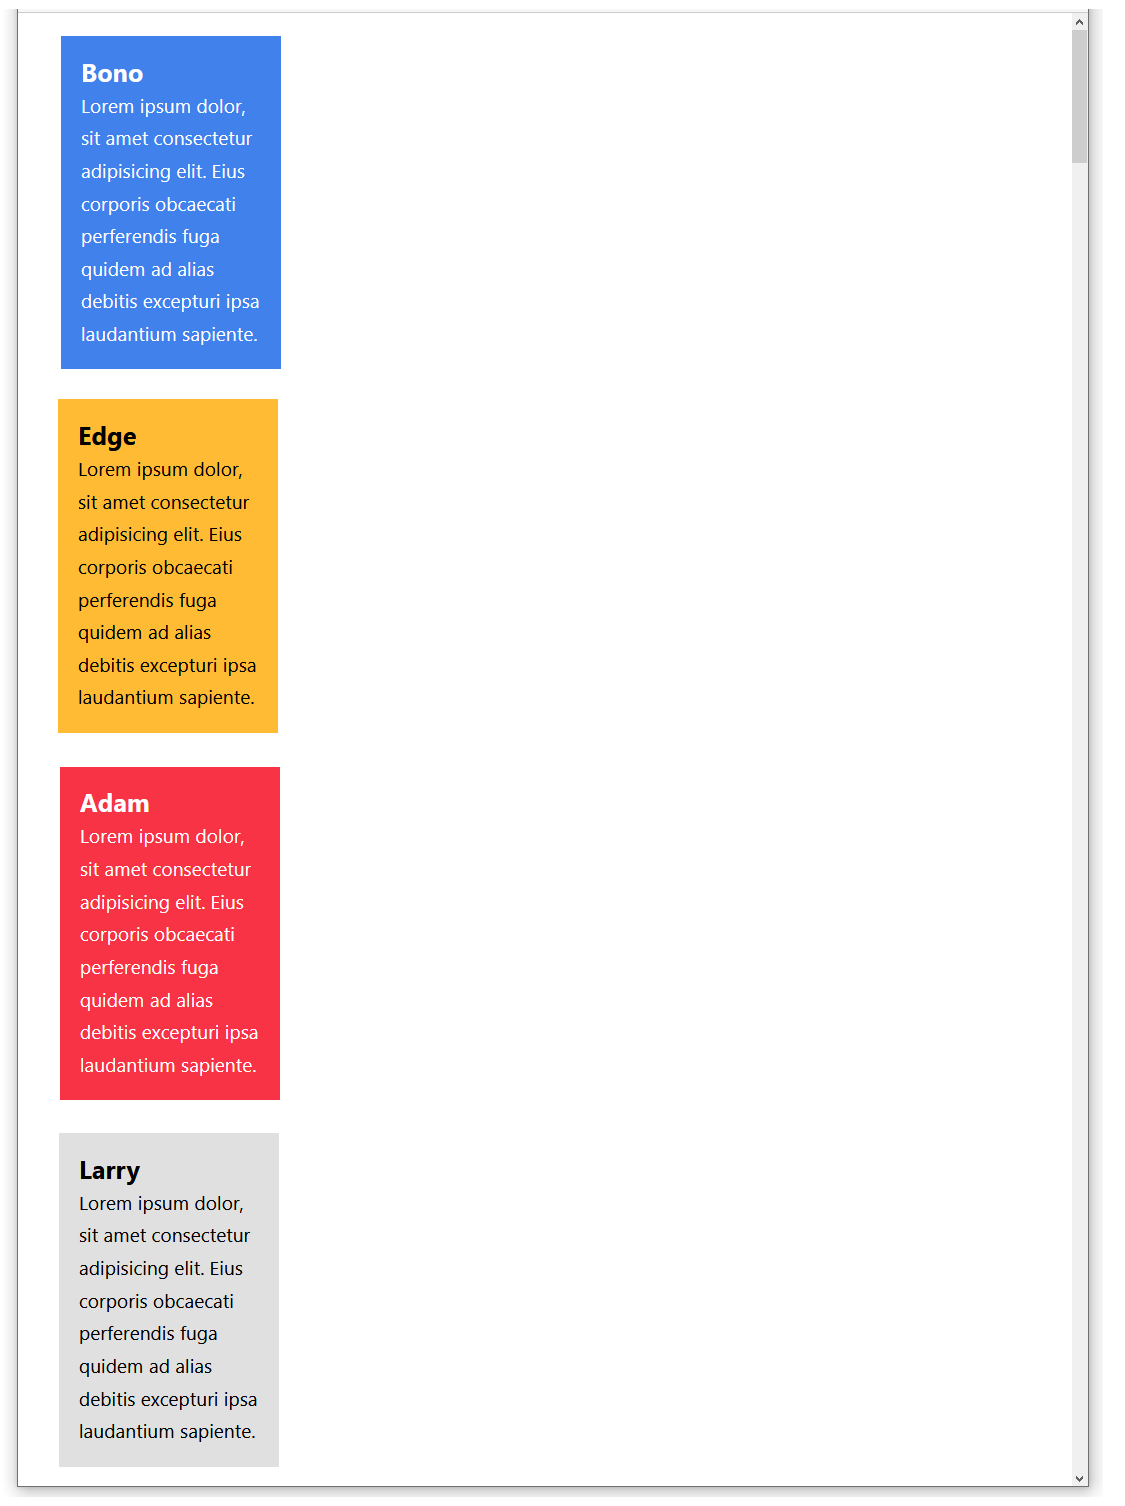 Bono
Lorem ipsum dolor,
sit amet consectetur
adipisicing elit. Eius
corporis obcaecati
perferendis fuga
quidem ad alias
debitis excepturi ipsa
laudantium sapiente.
Edge
Lorem ipsum dolor,
sit amet consectetur
adipisicing elit. Eius
corporis obcaecati
perferendis fuga
quidem ad alias
debitis excepturi ipsa
laudantium sapiente.
Adam
Lorem ipsum dolor,
sit amet consectetur
adipisicing elit. Eius
corporis obcaecati
perferendis fuga
quidem ad alias
debitis excepturi ipsa
laudantium sapiente.
Larry
Lorem ipsum dolor,
sit amet consectetur
adipisicing elit. Eius
corporis obcaecati
perferendis fuga
quidem ad alias
debitis excepturi ipsa
laudantium sapiente.